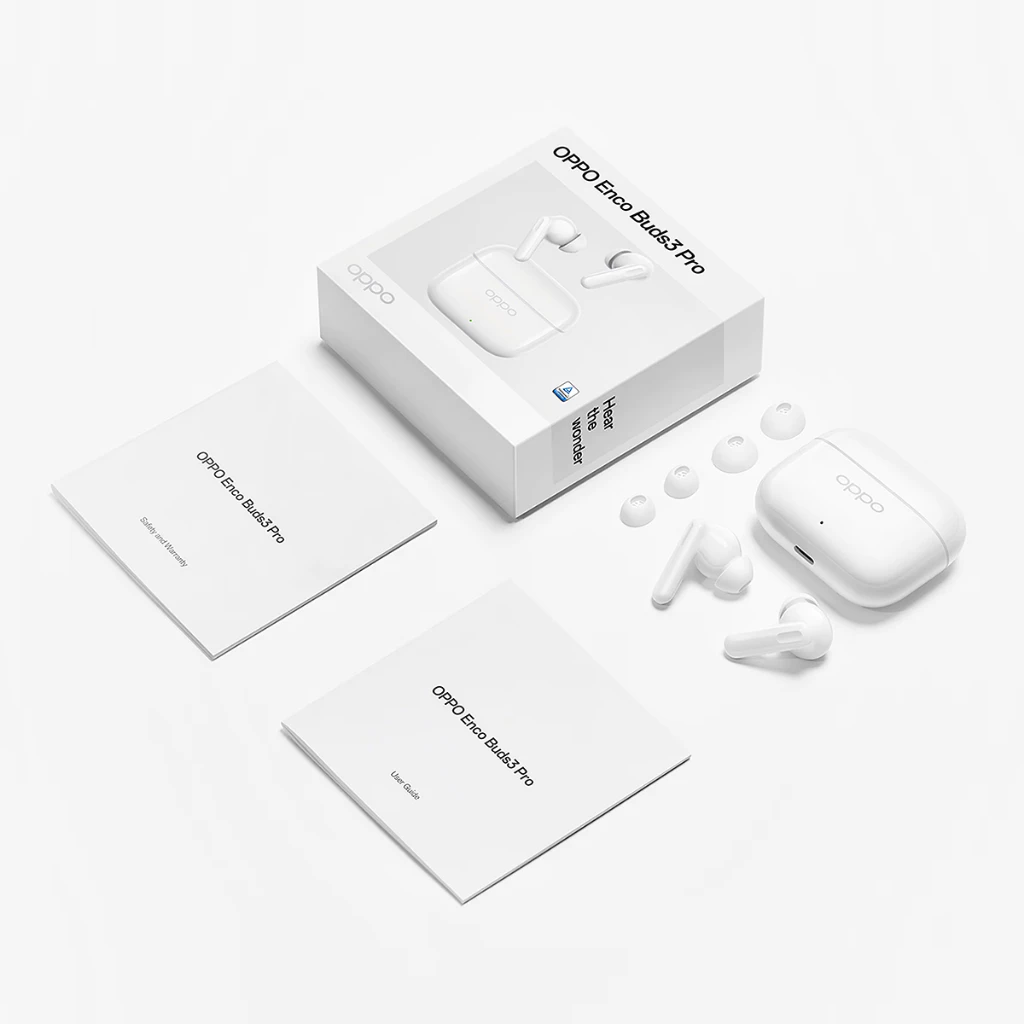 OPPO Enco Buds3 Pro
oppo
oppo
Hear
the
wonder
oppo
OPPO Enco Buds3 Pro
Safety and Warranty
OPPO Enco Buds3 Pro
User Guide